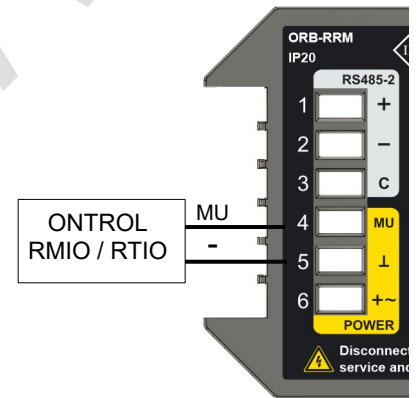 ORB-RRM
IP20
RS485-2
1 +
2 −
3 C
ONTROL
RMIO / RTIO
MU
-
4 MU
5 ⊥
6 +~
POWER
Disconnect
service and